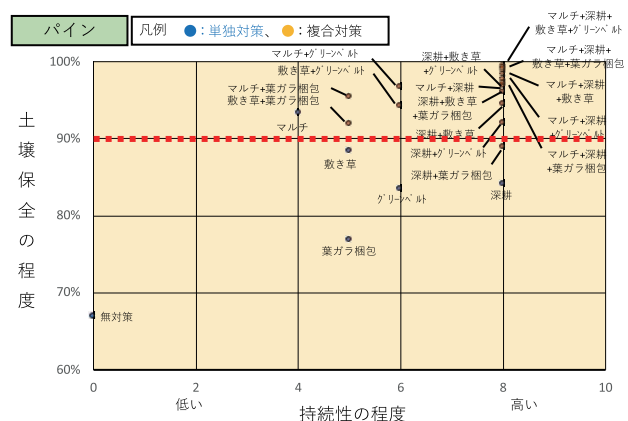 パイン
凡例 ●：単独対策、 ●：複合対策
土壌保全の程度
100%
90%
80%
70%
60%
0
2
4
6
8
10
低い
高い
持続性の程度
マルチ+グリーンベルト
敷き草+グリーンベルト
マルチ+葉ガラ梱包
敷き草+葉ガラ梱包
マルチ
敷き草
グリーンベルト
葉ガラ梱包
無対策
深耕+敷き草
+グリーンベルト
マルチ+深耕
深耕+敷き草
+葉ガラ梱包
深耕+敷き草
深耕+グリーンベルト
深耕+葉ガラ梱包
深耕
マルチ+深耕+
敷き草+グリーンベルト
マルチ+深耕+
敷き草+葉ガラ梱包
マルチ+深耕
+敷き草
マルチ+深耕
+グリーンベルト
マルチ+深耕
+葉ガラ梱包